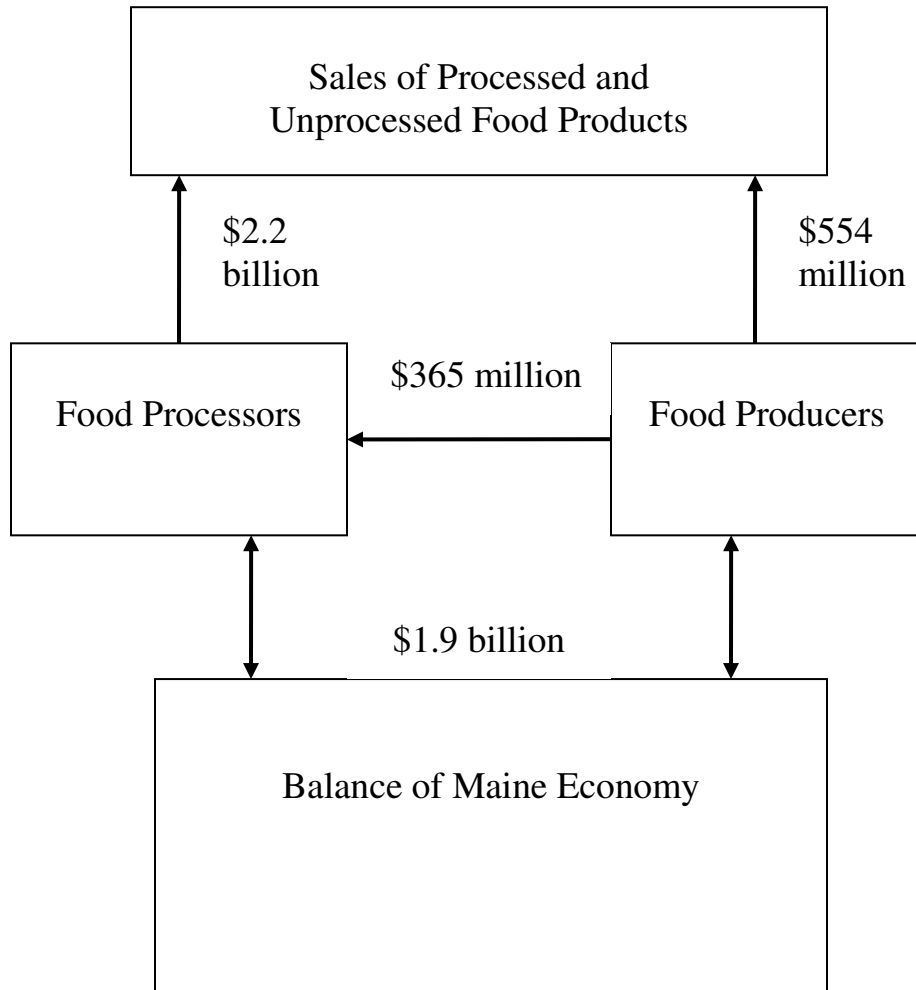 Sales of Processed and
Unprocessed Food Products
$2.2
billion
$554
million
$365 million
Food Processors
Food Producers
$1.9 billion
Balance of Maine Economy